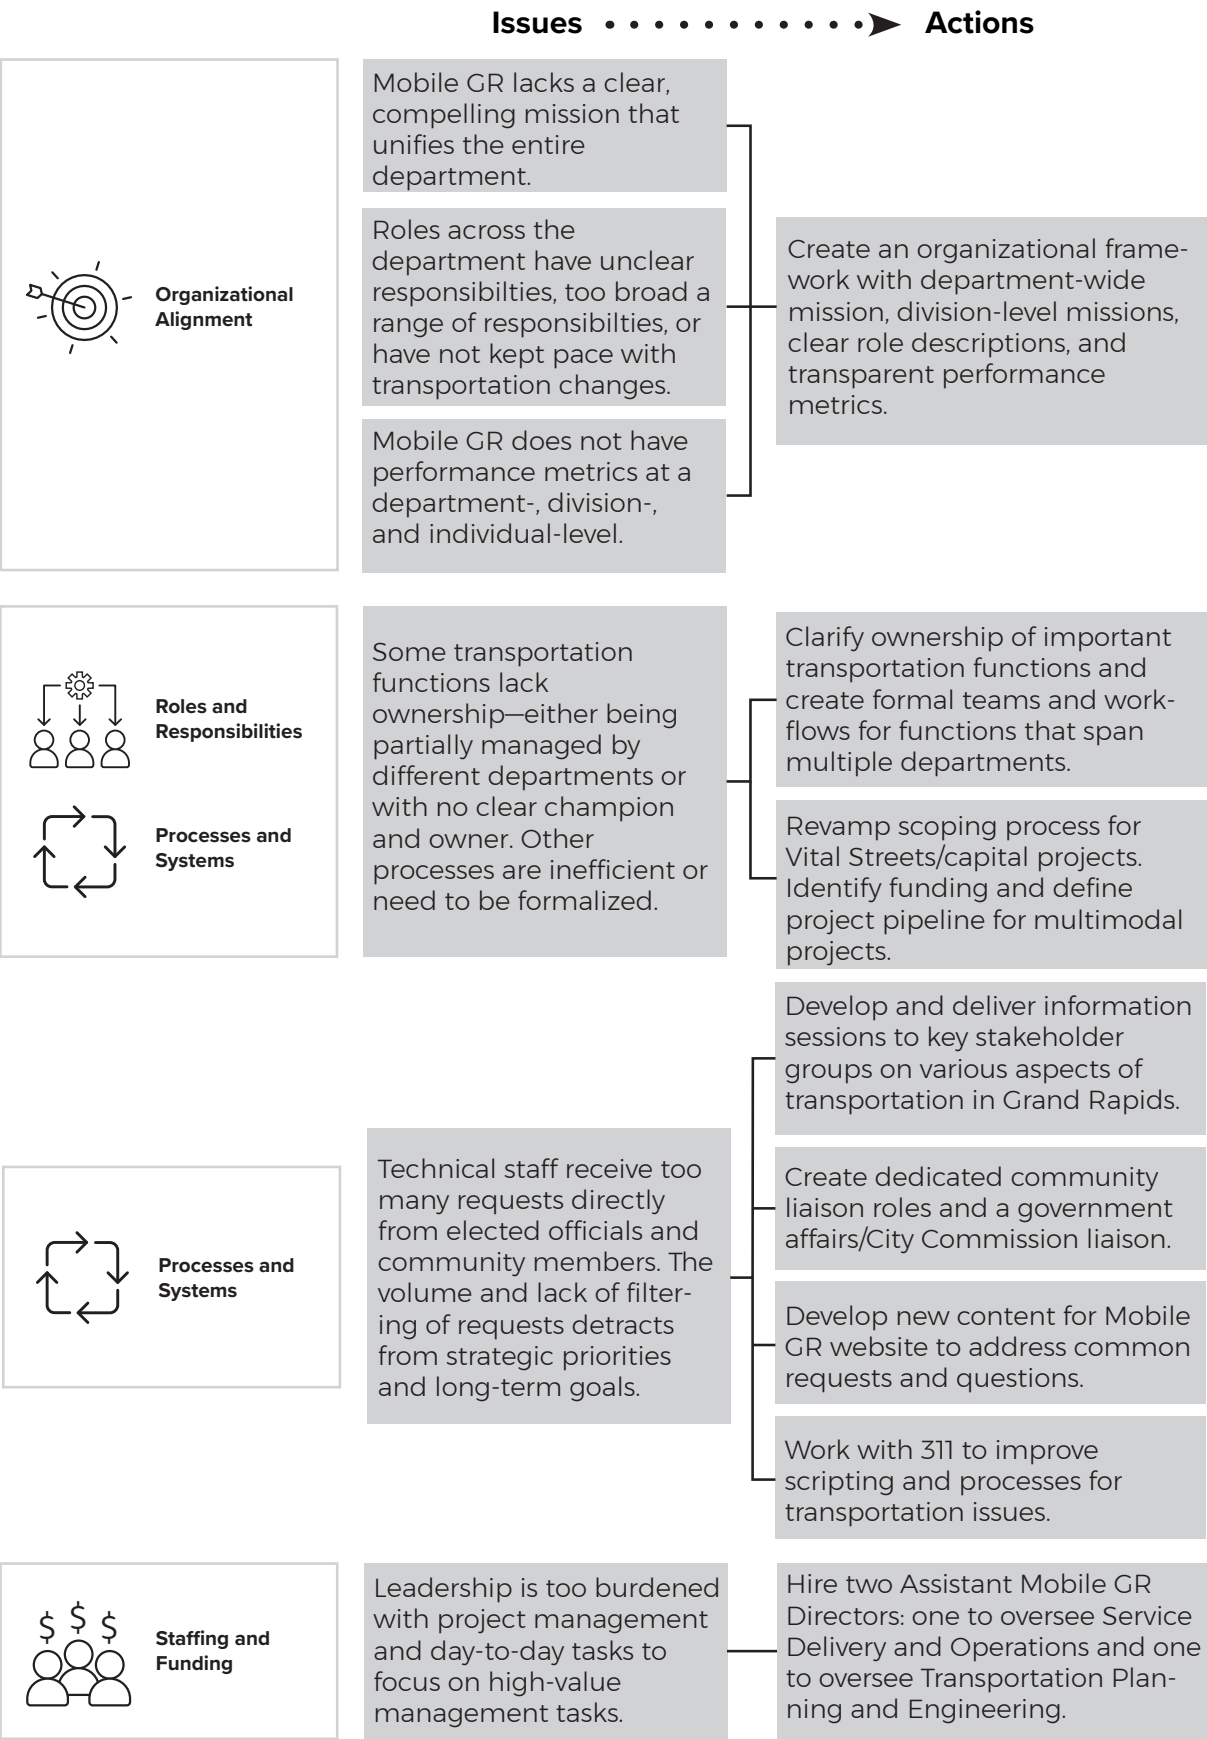 Issues
Actions
Organizational
Alignment
Mobile GR lacks a clear,
compelling mission that
unifies the entire
department.
Roles across the
department have unclear
responsibilties, too broad a
range of responsibilties, or
have not kept pace with
transportation changes.
Mobile GR does not have
performance metrics at a
department-, division-,
and individual-level.
Create an organizational frame-
work with department-wide
mission, division-level missions,
clear role descriptions, and
transparent performance
metrics.
Roles and
Responsibilities
Processes and
Systems
Some transportation
functions lack
ownership—either being
partially managed by
different departments or
with no clear champion
and owner. Other
processes are inefficient or
need to be formalized.
Clarify ownership of important
transportation functions and
create formal teams and work-
flows for functions that span
multiple departments.
Revamp scoping process for
Vital Streets/capital projects.
Identify funding and define
project pipeline for multimodal
projects.
Processes and
Systems
Technical staff receive too
many requests directly
from elected officials and
community members. The
volume and lack of filter-
ing of requests detracts
from strategic priorities
and long-term goals.
Develop and deliver information
sessions to key stakeholder
groups on various aspects of
transportation in Grand Rapids.
Create dedicated community
liaison roles and a government
affairs/City Commission liaison.
Develop new content for Mobile
GR website to address common
requests and questions.
Work with 311 to improve
scripting and processes for
transportation issues.
$ $ $
Staffing and
Funding
Leadership is too burdened
with project management
and day-to-day tasks to
focus on high-value
management tasks.
Hire two Assistant Mobile GR
Directors: one to oversee Service
Delivery and Operations and one
to oversee Transportation Plan-
ning and Engineering.